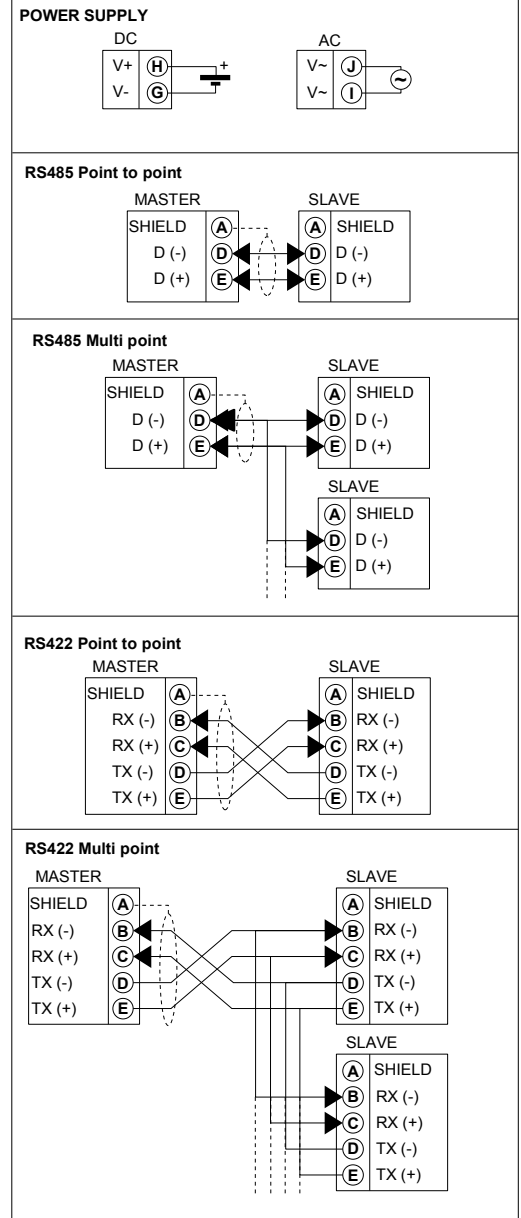 POWER SUPPLY
DC AC
V+ H + V~ J
V- G V~ I ~
RS485 Point to point
MASTER SLAVE
SHIELD A A SHIELD
D (-) D D D (-)
D (+) E E D (+)
RS485 Multi point
MASTER SLAVE
SHIELD A A SHIELD
D (-) D D D (-)
D (+) E E D (+)
SLAVE
A SHIELD
D D (-)
E D (+)
RS422 Point to point
MASTER SLAVE
SHIELD A A SHIELD
RX (-) B B RX (-)
RX (+) C C RX (+)
TX (-) D D TX (-)
TX (+) E E TX (+)
RS422 Multi point
MASTER SLAVE
SHIELD A A SHIELD
RX (-) B B RX (-)
RX (+) C C RX (+)
TX (-) D D TX (-)
TX (+) E E TX (+)
SLAVE
A SHIELD
B RX (-)
C RX (+)
D TX (-)
E TX (+)